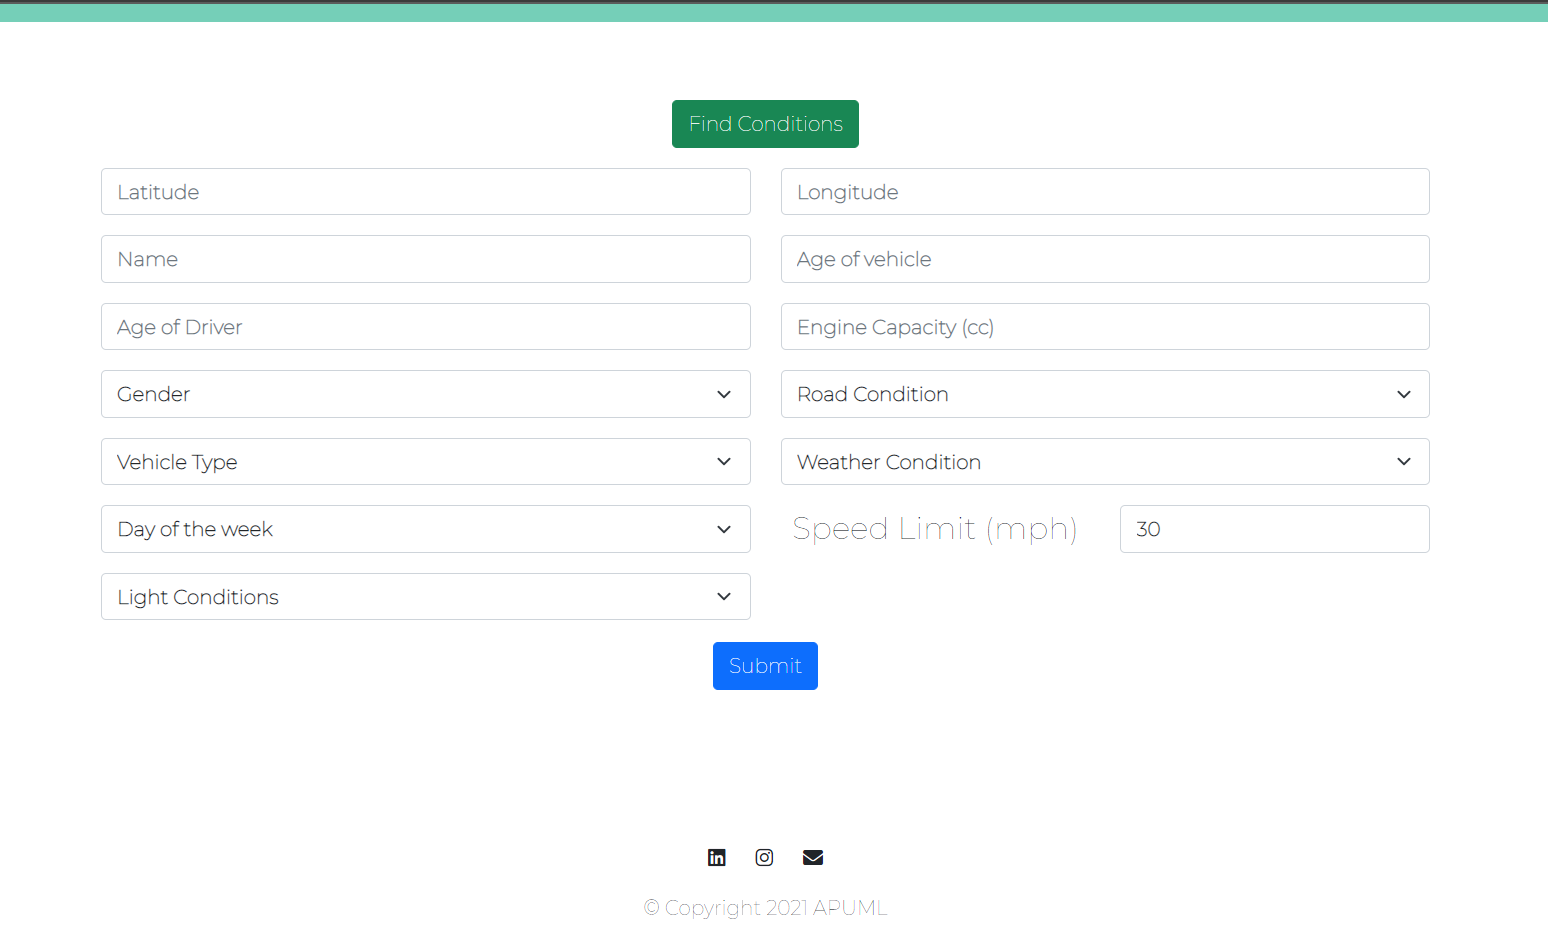 Find Conditions
Latitude
Longitude
Name
Age of vehicle
Age of Driver
Engine Capacity (cc)
Gender
Road Condition
Vehicle Type
Weather Condition
Day of the week
Speed Limit (mph)
30
Light Conditions
Submit
© Copyright 2021 APUML